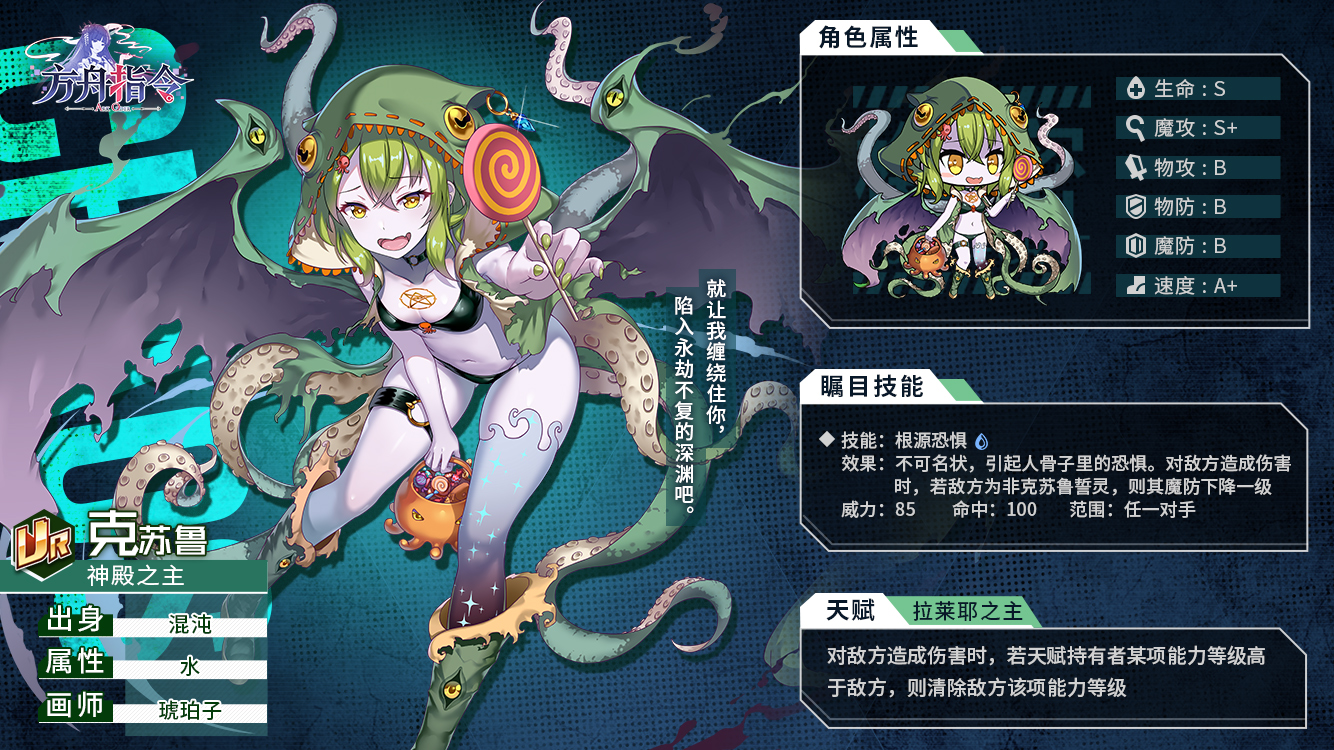 方舟指令
ARK ORDER
就让我缠绕住你，
陷入永劫不复的深渊吧。
UR
克苏鲁
神殿之主
出身 混沌
属性 水
画师 琥珀子
角色属性
生命：S
魔攻：S+
物攻：B
物防：B
魔防：B
速度：A+
瞩目技能
技能：根源恐惧
效果：不可名状，引起人骨子里的恐惧。对敌方造成伤害
时，若敌方为非克苏鲁誓灵，则其魔防下降一级
威力：85 命中：100 范围：任一对手
天赋 拉莱耶之主
对敌方造成伤害时，若天赋持有者某项能力等级高
于敌方，则清除敌方该项能力等级